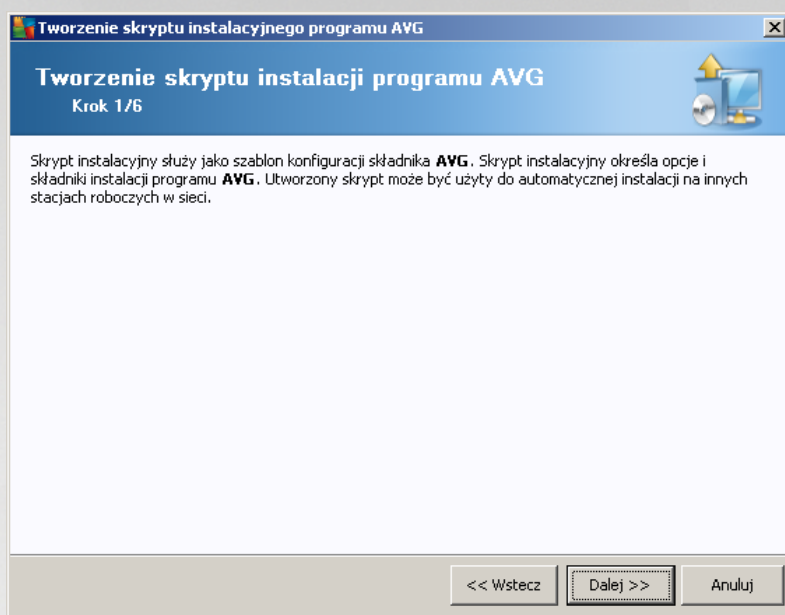 Tworzenie skryptu instalacyjnego programu AVG
Tworzenie skryptu instalacji programu AVG
Krok 1/6
Skrypt instalacyjny służy jako szablon konfiguracji składnika AVG. Skrypt instalacyjny określa opcje i
składniki instalacji programu AVG. Utworzony skrypt może być użyty do automatycznej instalacji na innych
stacjach roboczych w sieci.
<< Wstecz Dalej >> Anuluj